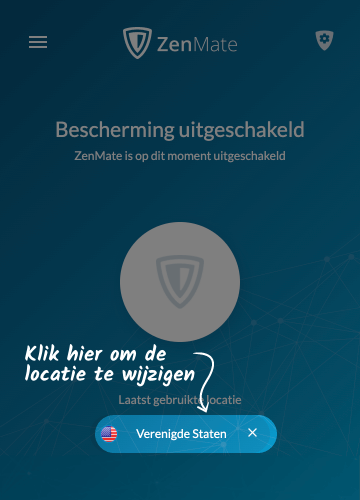 ZenMate
Bescherming uitgeschakeld
ZenMate is op dit moment uitgeschakeld
Klik hier om de
locatie te wijzigen
Laatst gebruikte locatie
Verenigde Staten